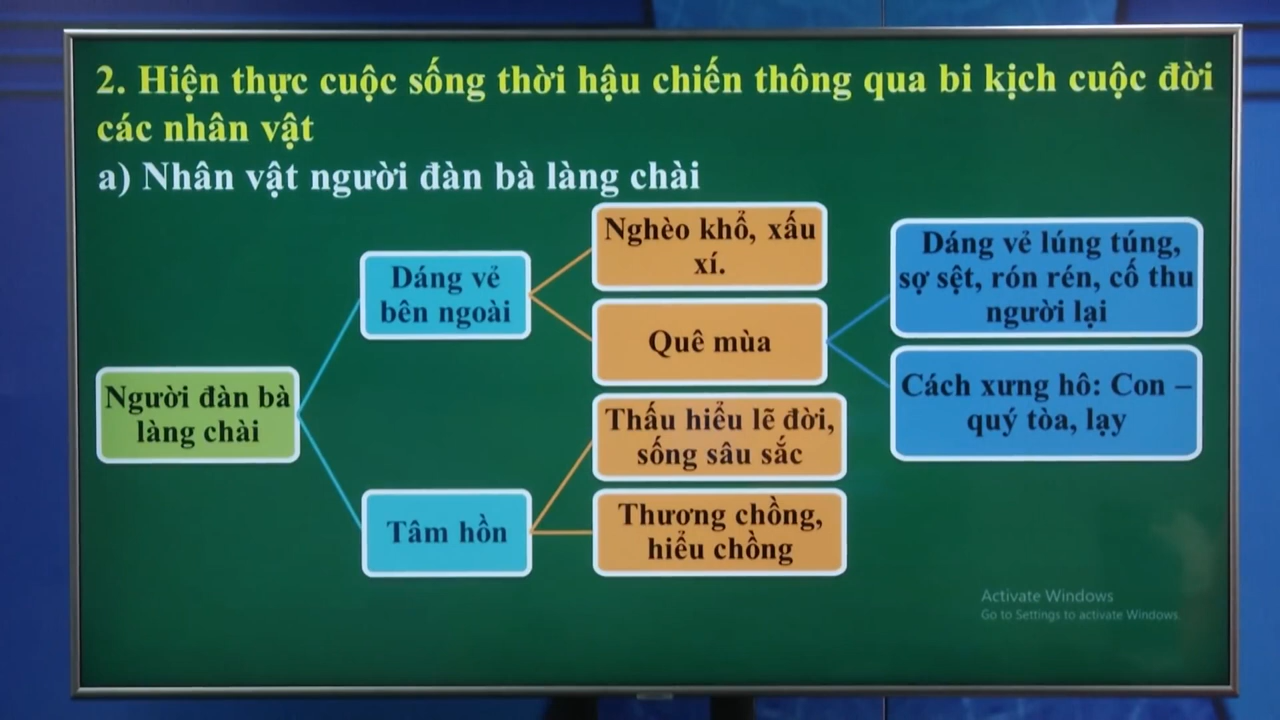 2. Hiện thực cuộc sống thời hậu chiến thông qua bi kịch cuộc đời
các nhân vật
a) Nhân vật người đàn bà làng chài
Người đàn bà
làng chài
Dáng vẻ
bên ngoài
Nghèo khổ, xấu
xí.
Quê mùa
Dáng vẻ lúng túng,
sợ sệt, rón rén, cố thu
người lại
Cách xưng hô: Con –
quý tòa, lạy
Tâm hồn
Thấu hiểu lẽ đời,
sống sâu sắc
Thương chồng,
hiểu chồng
Activate Windows
Go to Settings to activate Windows.